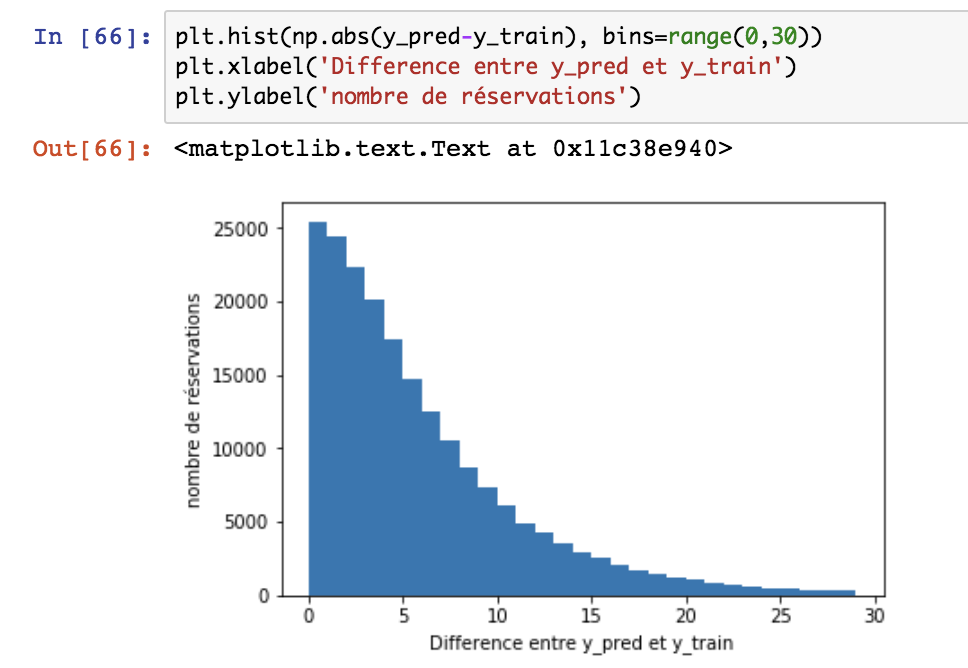 In [66]: plt.hist(np.abs(y_pred-y_train), bins=range(0,30))
plt.xlabel('Difference entre y_pred et y_train')
plt.ylabel('nombre de réservations')
Out[66]: <matplotlib.text.Text at 0x11c38e940>
25000
20000
15000
10000
5000
0
nombre de réservations
0 5 10 15 20 25 30
Difference entre y_pred et y_train